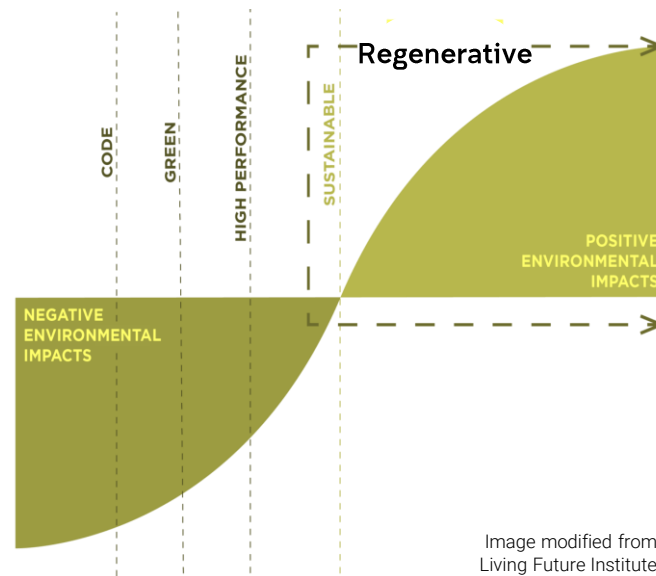 Regenerative
CODE
GREEN
HIGH PERFORMANCE
SUSTAINABLE
POSITIVE
ENVIRONMENTAL
IMPACTS
NEGATIVE
ENVIRONMENTAL
IMPACTS
Image modified from
Living Future Institute